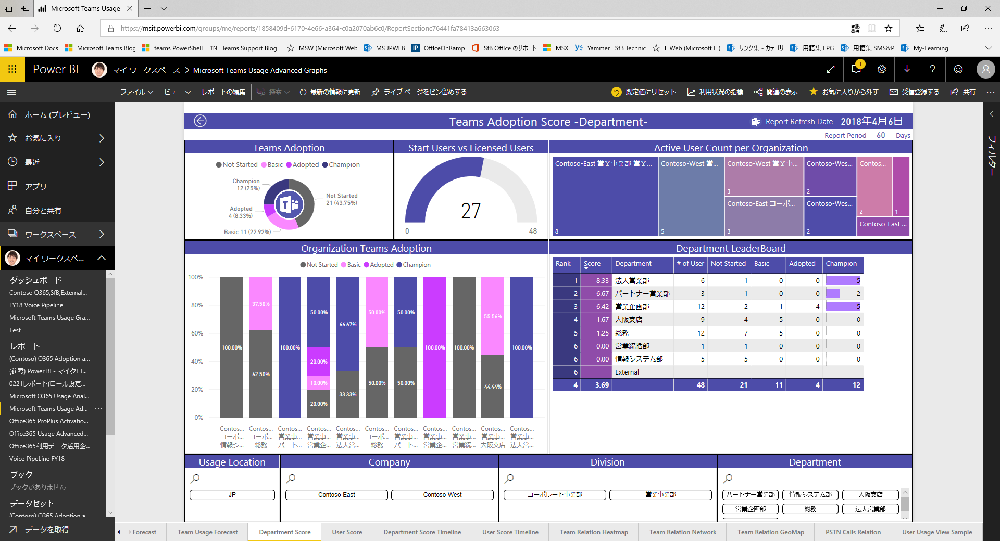 Microsoft Teams Usage
https://msit.powerbi.com/groups/me/reports/1858409d-6170-4e66-a364-c0a2070ab6c0/ReportSectionc76441fa78413a663063
Microsoft Docs
Microsoft Teams Blog
teams PowerShell
TN Teams Support Blog J
MSW (Microsoft Web
MS JPWEB
IP OfficeOnRamp
SfB Office のサポート
MSX
Yammer
SfB Technic
ITWeb (Microsoft IT)
リンク集 - カテゴリ
用語集 EPG
用語集 SMS&P
My-Learning
Power BI
マイ ワークスペース
Microsoft Teams Usage Advanced Graphs
1
ファイル
ビュー
レポートの編集
探索
最新の情報に更新
ライブ ページをピン留めする
既定値にリセット
利用状況の指標
関連の表示
お気に入りから外す
受信登録する
共有
ホーム (プレビュー)
お気に入り
最近
アプリ
自分と共有
ワークスペース
マイ ワークスペ...
ダッシュボード
Contoso O365,SfB,External...
FY18 Voice Pipeline
Microsoft Teams Usage Gra...
Test
レポート
(Contoso) O365 Adoption a...
(参考) Power BI - マイクロ...
0221レポート(ロール設定...
Microsoft O365 Usage Anal...
Microsoft Teams Usage Ad...
Office365 ProPlus Activatio...
Office365 Usage Advanced...
Office365利用データ活用企...
Voice PipeLine FY18
ブック
ブックがありません
データセット
(Contoso) O365 Adoption a
データを取得
Teams Adoption Score -Department-
Report Refresh Date 2018年4月6日
Report Period 60 Days
フィルター
Teams Adoption
Not Started Basic Adopted Champion
Champion
12 (25%)
Not Started
21 (43.75%)
Adopted
4 (8.33%)
Basic 11 (22.92%)
Start Users vs Licensed Users
27
0
48
Active User Count per Organization
Contoso-East 営業事業部 営業...
8
Contoso-West 営...
5
Contoso-West 営業事...
3
Contoso-East コーポ...
3
Contoso-Wes...
2
Contoso-Wes...
2
Contos...
2
1
Contoso-East ...
Organization Teams Adoption
Not Started Basic Adopted Champion
100%
80%
60%
40%
20%
0%
100.00%
37.50%
62.50%
100.00%
50.00%
20.00%
10.00%
20.00%
66.67%
33.33%
50.00%
50.00%
50.00%
50.00%
100.00%
100.00%
55.56%
44.44%
100.00%
Contos... Contos... Contos... Contos... Contos... Contos... Contos... Contos... Contos... Contos... Contos...
コーポ... コーポ... 営業事... 営業事... 営業事... コーポ... 営業事... 営業事... 営業事... 営業事... 営業事...
情報シ... 総務 パート... 営業企... 法人営... 総務 パート... 営業企... 営業統... 大阪支店 法人営...
Department LeaderBoard
Rank Score Department # of User Not Started Basic Adopted Champion
1 8.33 法人営業部 6 1 0 0 5
2 6.67 パートナー営業部 3 1 0 0 2
3 6.42 営業企画部 12 2 1 4 5
4 1.67 大阪支店 9 4 5 0 0
5 1.25 総務 12 7 5 0 0
6 0.00 営業統括部 1 1 0 0 0
6 0.00 情報システム部 5 5 0 0 0
6 External
4 3.69 48 21 11 4 12
Usage Location
JP
Company
Contoso-East Contoso-West
Division
コーポレート事業部 営業事業部
Department
パートナー営業部 情報システム部 大阪支店
営業企画部 総務 法人営業部
Forecast
Team Usage Forecast
Department Score
User Score
Department Score Timeline
User Score Timeline
Team Relation Heatmap
Team Relation Network
Team Relation GeoMap
PSTN Calls Relation
User Usage View Sample